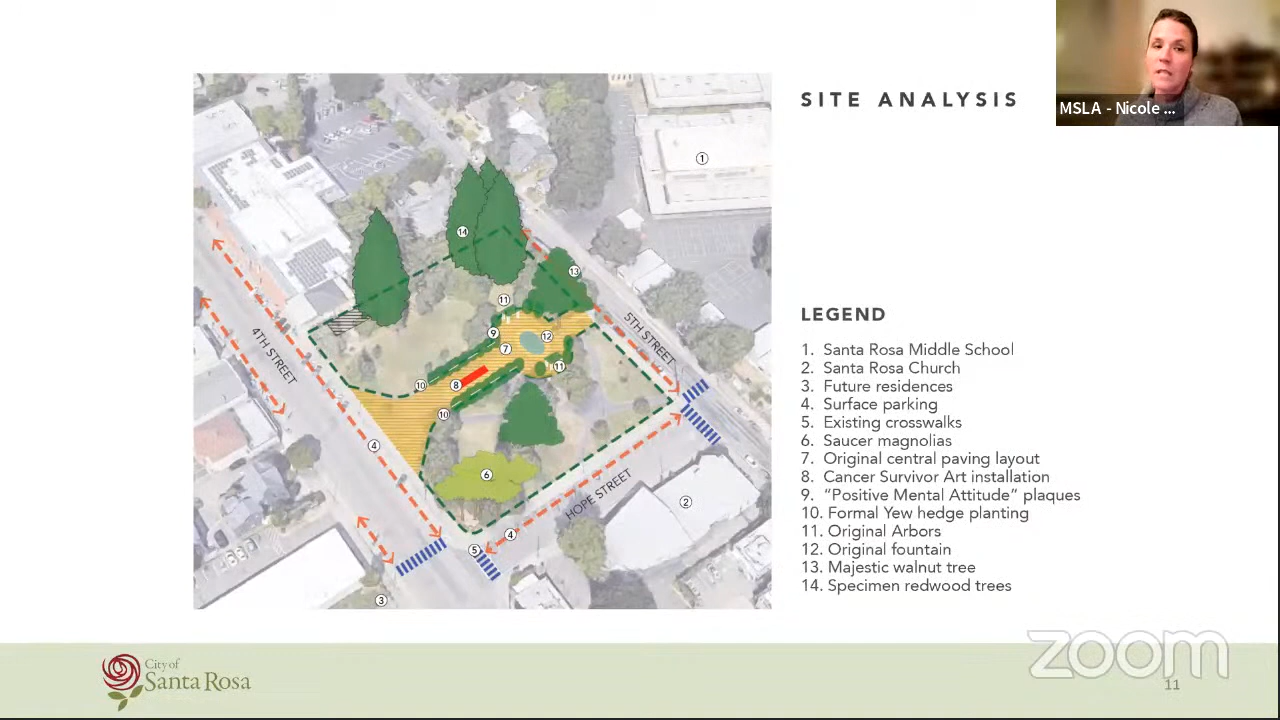 SITE ANALYSIS
MSLA - Nicole ...
1
14
13
11
12
9
7
11
10
8
10
4
6
2
4
5
3
4TH STREET
5TH STREET
HOPE STREET
LEGEND
1. Santa Rosa Middle School
2. Santa Rosa Church
3. Future residences
4. Surface parking
5. Existing crosswalks
6. Saucer magnolias
7. Original central paving layout
8. Cancer Survivor Art installation
9. “Positive Mental Attitude” plaques
10. Formal Yew hedge planting
11. Original Arbors
12. Original fountain
13. Majestic walnut tree
14. Specimen redwood trees
City of
Santa Rosa
zoom
11